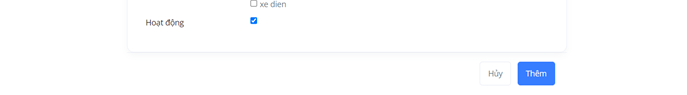 xe dien
Hoạt động
Hủy Thêm